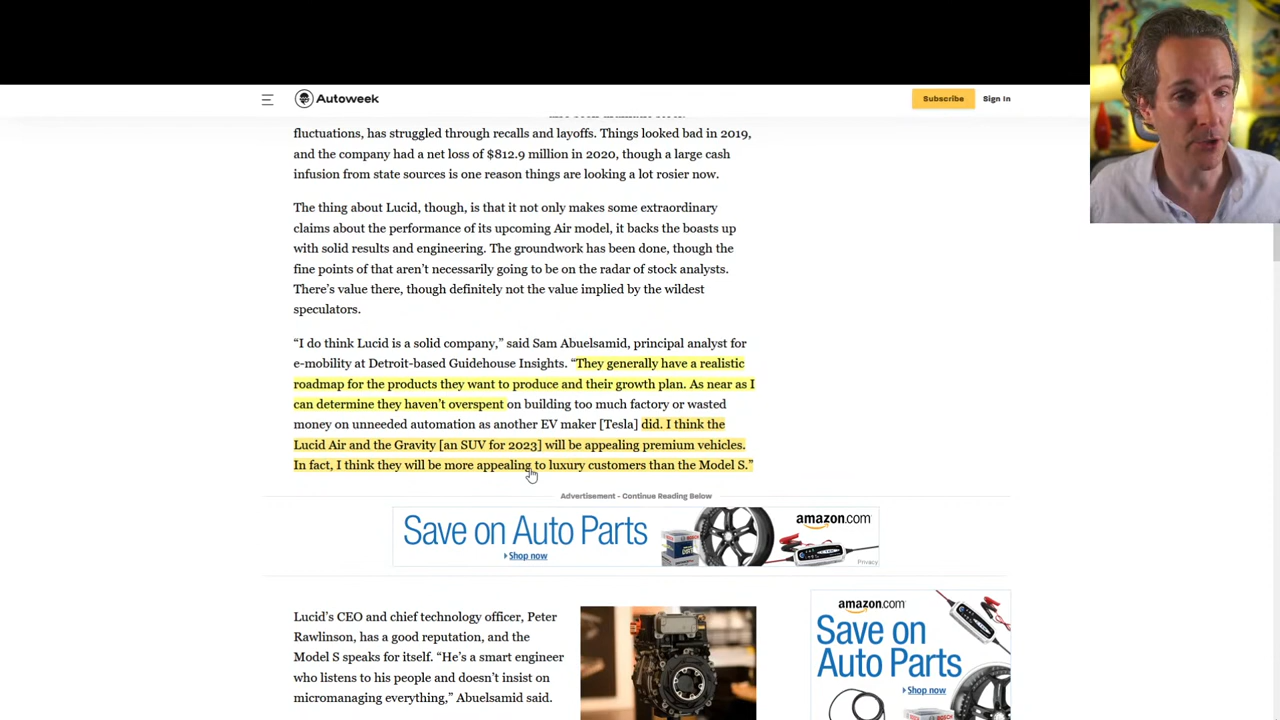 Autoweek
Subscribe
Sign In
fluctuations, has struggled through recalls and layoffs. Things looked bad in 2019,
and the company had a net loss of $812.9 million in 2020, though a large cash
infusion from state sources is one reason things are looking a lot rosier now.
The thing about Lucid, though, is that it not only makes some extraordinary
claims about the performance of its upcoming Air model, it backs the boasts up
with solid results and engineering. The groundwork has been done, though the
fine points of that aren’t necessarily going to be on the radar of stock analysts.
There’s value there, though definitely not the value implied by the wildest
speculators.
“I do think Lucid is a solid company,” said Sam Abuelsamid, principal analyst for
e-mobility at Detroit-based Guidehouse Insights. “They generally have a realistic
roadmap for the products they want to produce and their growth plan. As near as I
can determine they haven’t overspent on building too much factory or wasted
money on unneeded automation as another EV maker [Tesla] did. I think the
Lucid Air and the Gravity [an SUV for 2023] will be appealing premium vehicles.
In fact, I think they will be more appealing to luxury customers than the Model S.”
Advertisement - Continue Reading Below
Save on Auto Parts
Shop now
amazon.com
Privacy
Lucid’s CEO and chief technology officer, Peter
Rawlinson, has a good reputation, and the
Model S speaks for itself. “He’s a smart engineer
who listens to his people and doesn’t insist on
micromanaging everything,” Abuelsamid said.
amazon.com
Save on
Auto Parts
Shop now